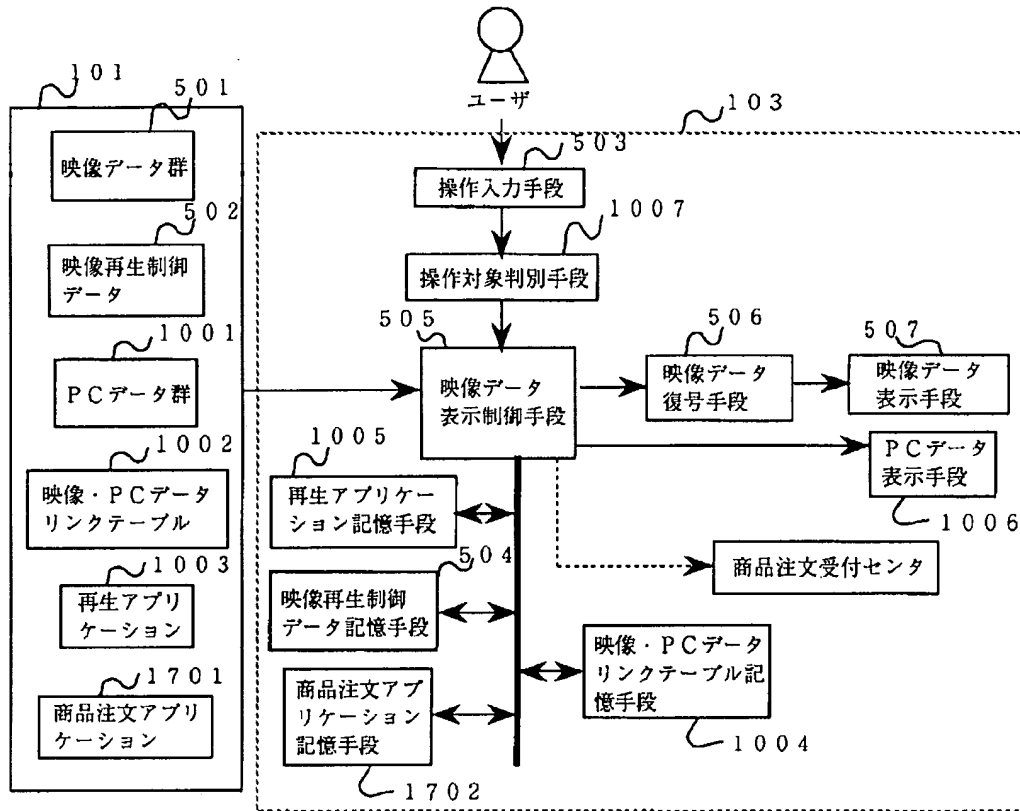 ユーザ
101
501
映像データ群
502
映像再生制御
データ
1001
PCデータ群
1002
映像・PCデータ
リンクテーブル
1003
再生アプリ
ケーション
1701
商品注文アプリ
ケーション
103
503
操作入力手段
1007
操作対象判別手段
505
映像データ
表示制御手段
506
映像データ
復号手段
507
映像データ
表示手段
PCデータ
表示手段
1006
1005
再生アプリケー
ション記憶手段
商品注文受付センタ
504
映像再生制御
データ記憶手段
映像・PCデータ
リンクテーブル記
憶手段
1004
商品注文アプ
リケーション
記憶手段
1702